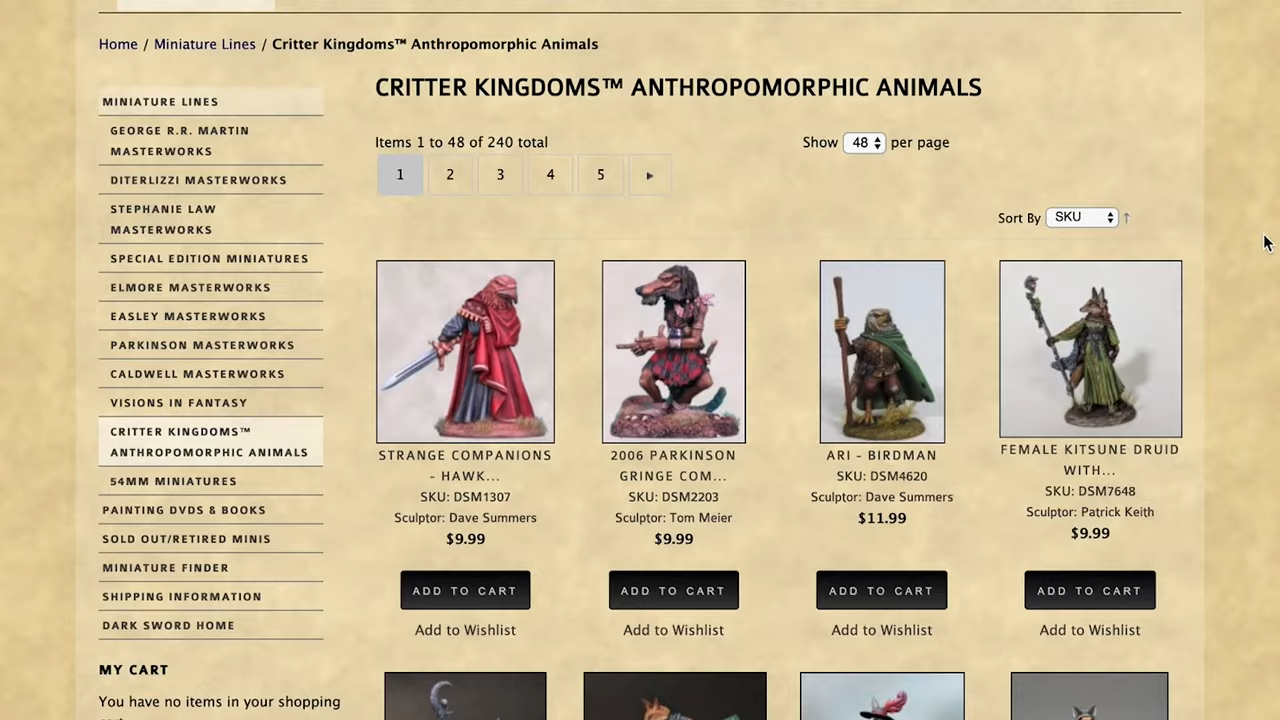 Home / Miniature Lines / Critter Kingdoms™ Anthropomorphic Animals
MINIATURE LINES
GEORGE R.R. MARTIN
MASTERWORKS
DITERLIZZI MASTERWORKS
STEPHANIE LAW
MASTERWORKS
SPECIAL EDITION MINIATURES
ELMORE MASTERWORKS
EASLEY MASTERWORKS
PARKINSON MASTERWORKS
CALDWELL MASTERWORKS
VISIONS IN FANTASY
CRITTER KINGDOMS™
ANTHROPOMORPHIC ANIMALS
54MM MINIATURES
PAINTING DVDS & BOOKS
SOLD OUT/RETIRED MINIS
MINIATURE FINDER
SHIPPING INFORMATION
DARK SWORD HOME
MY CART
You have no items in your shopping
CRITTER KINGDOMS™ ANTHROPOMORPHIC ANIMALS
Items 1 to 48 of 240 total
Show 48 per page
1 2 3 4 5
Sort By SKU
STRANGE COMPANIONS
- HAWK...
SKU: DSM1307
Sculptor: Dave Summers
$9.99
ADD TO CART
Add to Wishlist
2006 PARKINSON
GRINGE COM...
SKU: DSM2203
Sculptor: Tom Meier
$9.99
ADD TO CART
Add to Wishlist
ARI - BIRDMAN
SKU: DSM4620
Sculptor: Dave Summers
$11.99
ADD TO CART
Add to Wishlist
FEMALE KITSUNE DRUID
WITH...
SKU: DSM7648
Sculptor: Patrick Keith
$9.99
ADD TO CART
Add to Wishlist